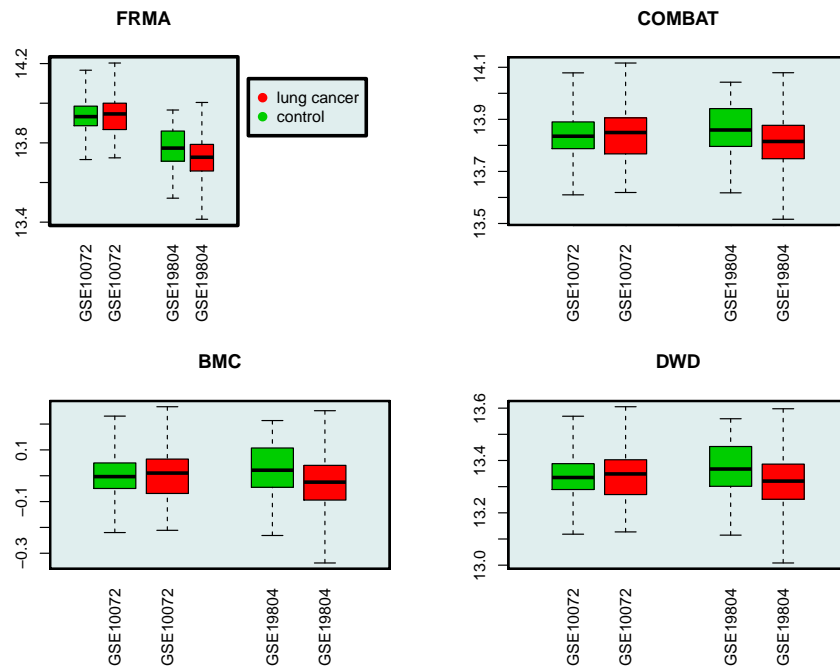 FRMA
14.2
13.8
13.4
GSE10072
GSE10072
GSE19804
GSE19804
lung cancer
control
COMBAT
14.1
13.9
13.7
13.5
GSE10072
GSE10072
GSE19804
GSE19804
BMC
0.1
−0.1
−0.3
GSE10072
GSE10072
GSE19804
GSE19804
DWD
13.6
13.4
13.2
13.0
GSE10072
GSE10072
GSE19804
GSE19804